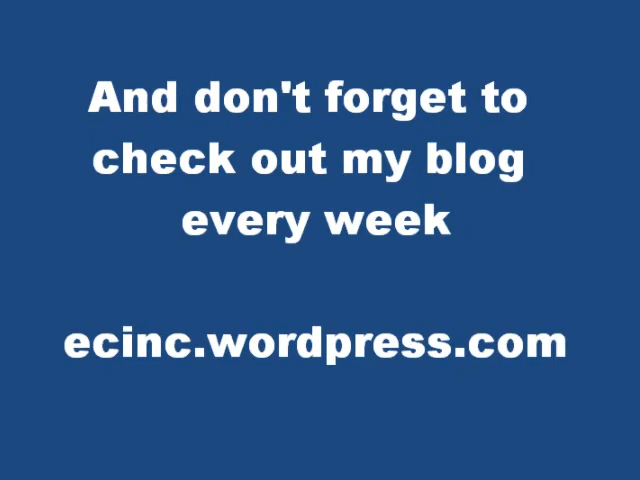 And don't forget to
check out my blog
every week
ecinc.wordpress.com